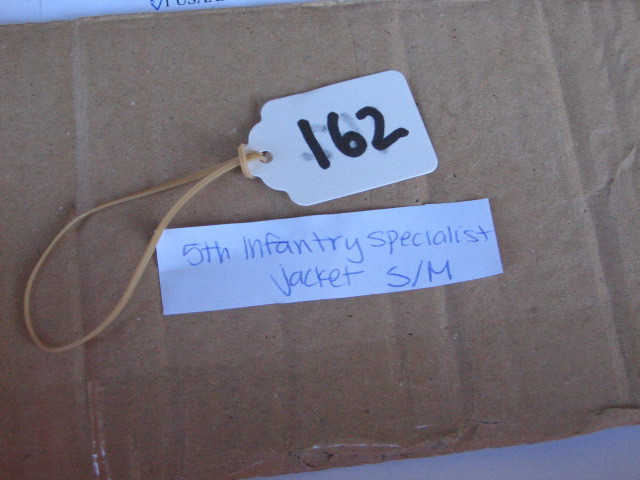 162
5th Infantry Specialist
Jacket S/M